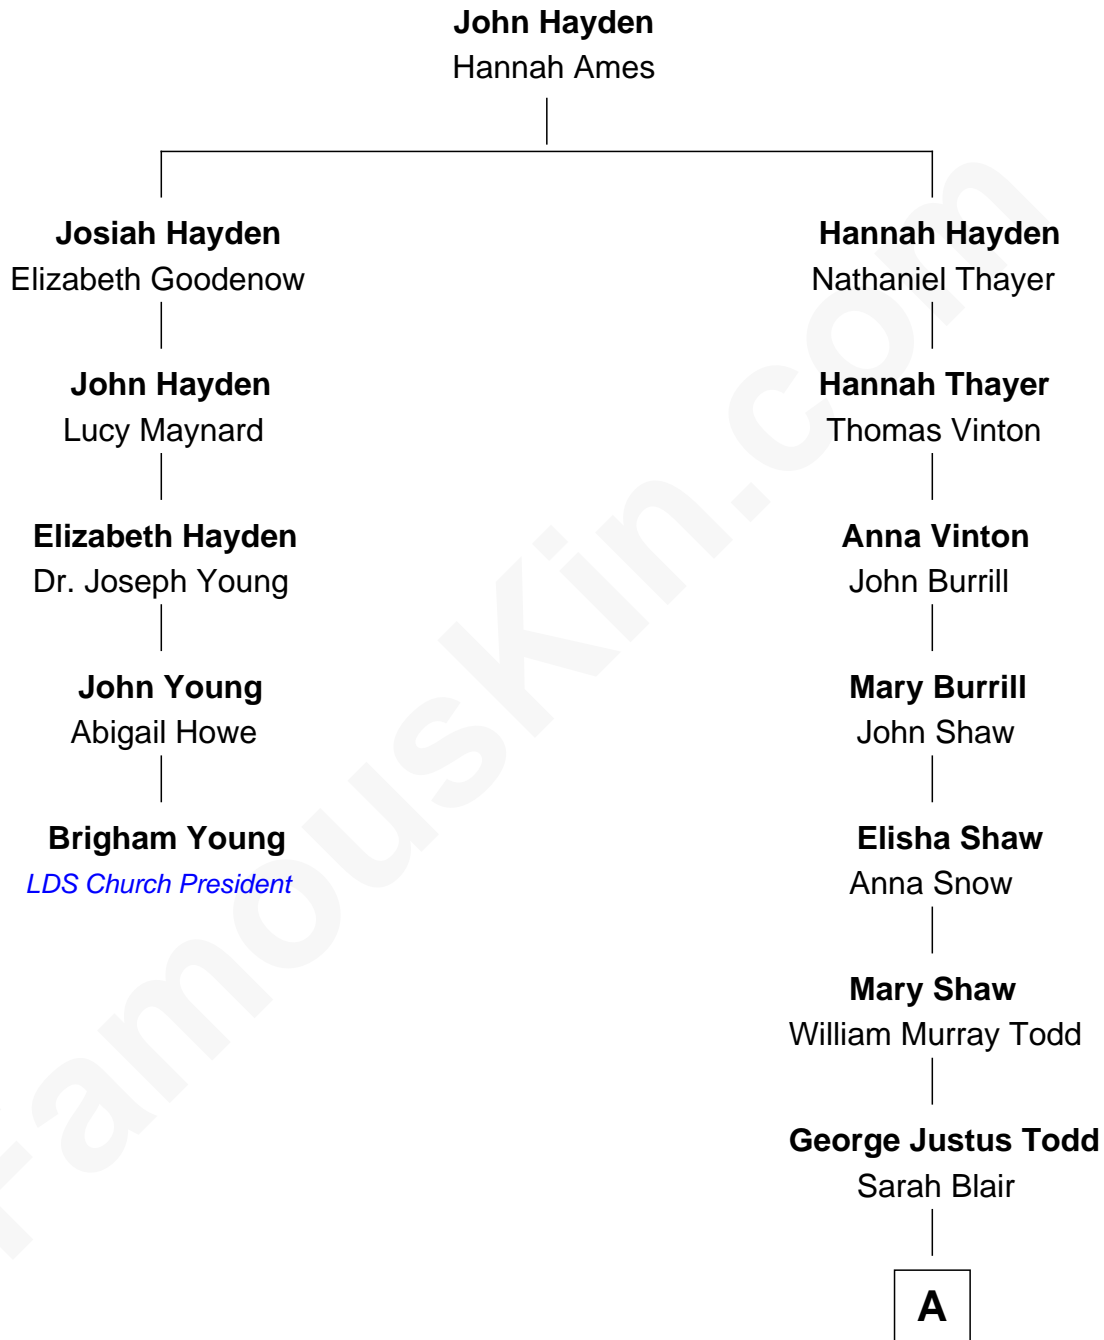 John Hayden
Hannah Ames
Josiah Hayden
Elizabeth Goodenow
John Hayden
Lucy Maynard
Elizabeth Hayden
Dr. Joseph Young
John Young
Abigail Howe
Brigham Young
LDS Church President
Hannah Hayden
Nathaniel Thayer
Hannah Thayer
Thomas Vinton
Anna Vinton
John Burrill
Mary Burrill
John Shaw
Elisha Shaw
Anna Snow
Mary Shaw
William Murray Todd
George Justus Todd
Sarah Blair
A
FamousKin.com